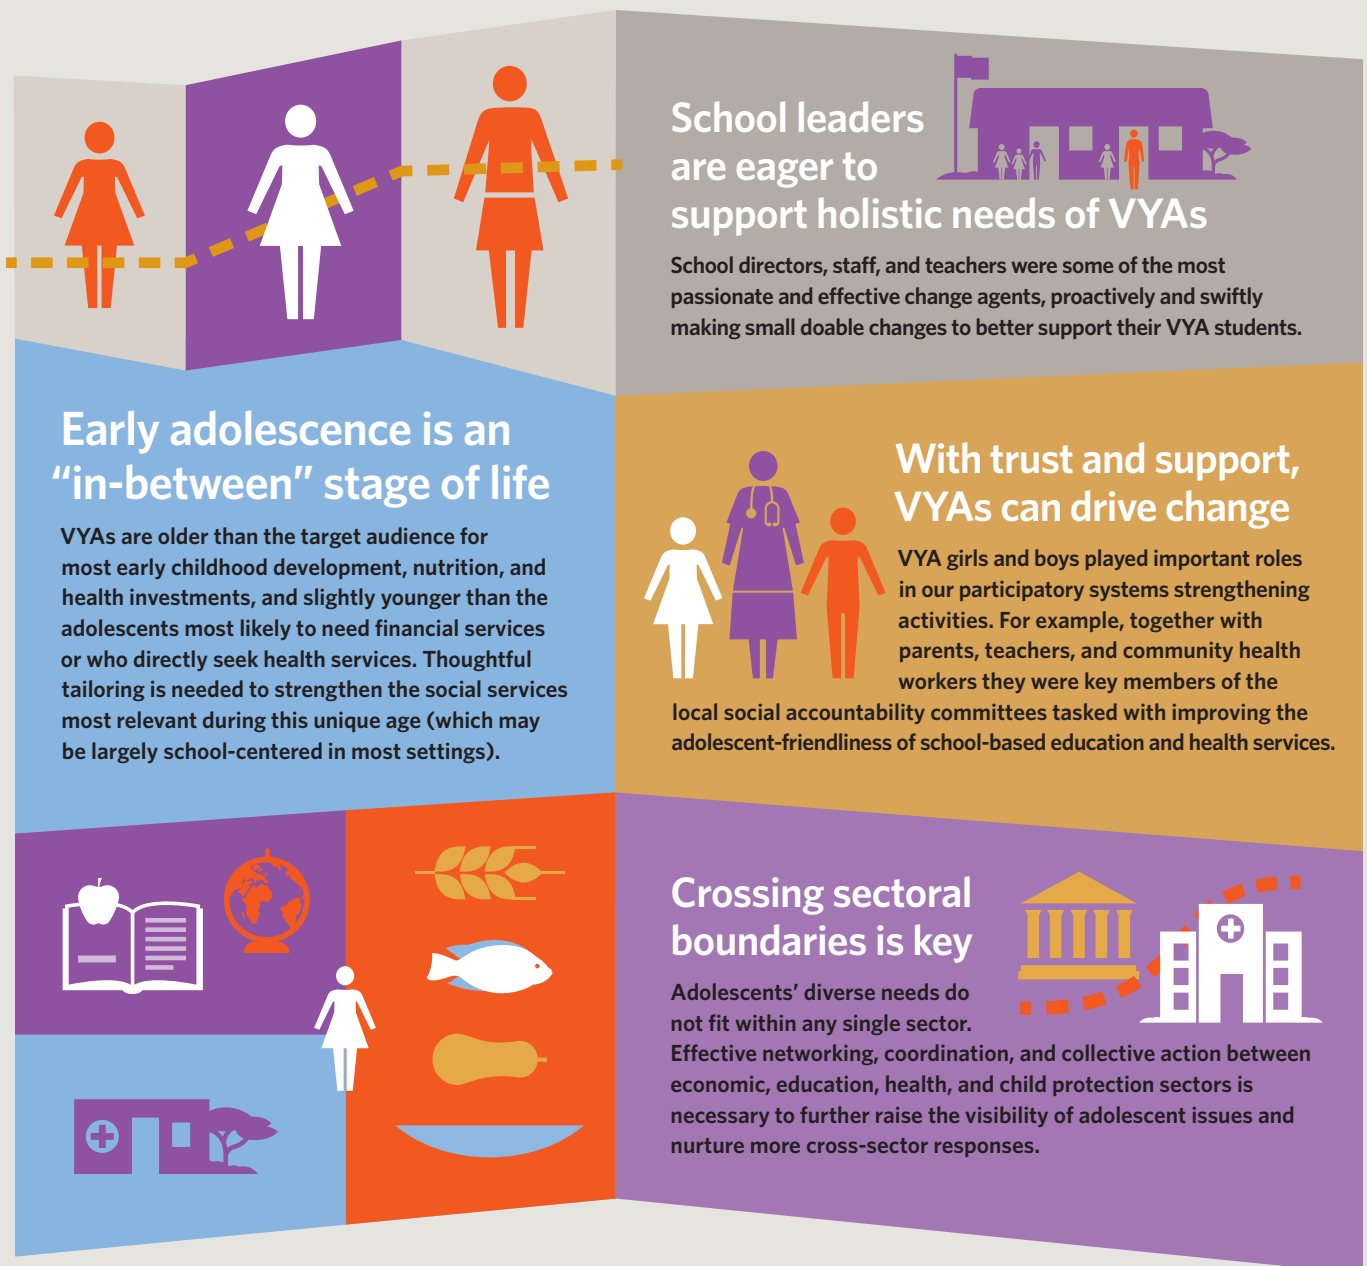 School leaders
are eager to
support holistic needs of VYAs
School directors, staff, and teachers were some of the most
passionate and effective change agents, proactively and swiftly
making small doable changes to better support their VYA students.
Early adolescence is an
“in-between” stage of life
VYAs are older than the target audience for
most early childhood development, nutrition, and
health investments, and slightly younger than the
adolescents most likely to need financial services
or who directly seek health services. Thoughtful
tailoring is needed to strengthen the social services
most relevant during this unique age (which may
be largely school-centered in most settings).
With trust and support,
VYAs can drive change
VYA girls and boys played important roles
in our participatory systems strengthening
activities. For example, together with
parents, teachers, and community health
workers they were key members of the
local social accountability committees tasked with improving the
adolescent-friendliness of school-based education and health services.
Crossing sectoral
boundaries is key
Adolescents’ diverse needs do
not fit within any single sector.
Effective networking, coordination, and collective action between
economic, education, health, and child protection sectors is
necessary to further raise the visibility of adolescent issues and
nurture more cross-sector responses.